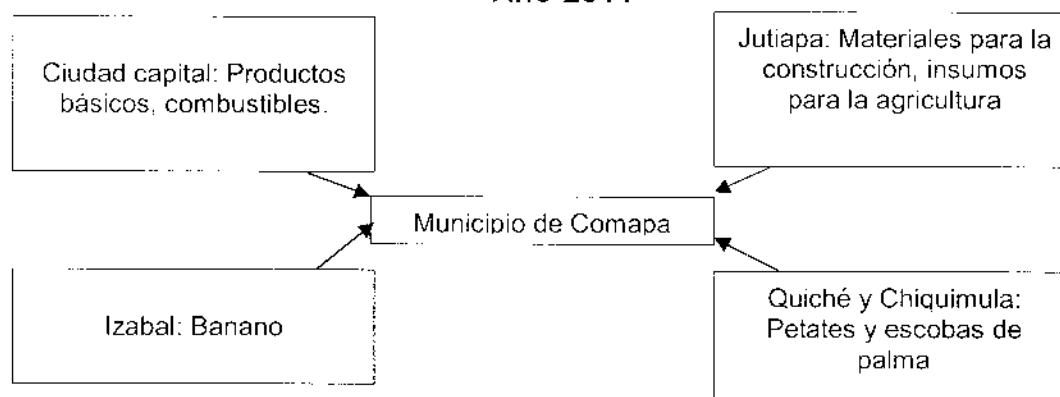 Ciudad capital: Productos
básicos, combustibles.
Jutiapa: Materiales para la
construcción, insumos
para la agricultura
Municipio de Comapa
Izabal: Banano
Quiché y Chiquimula:
Petates y escobas de
palma